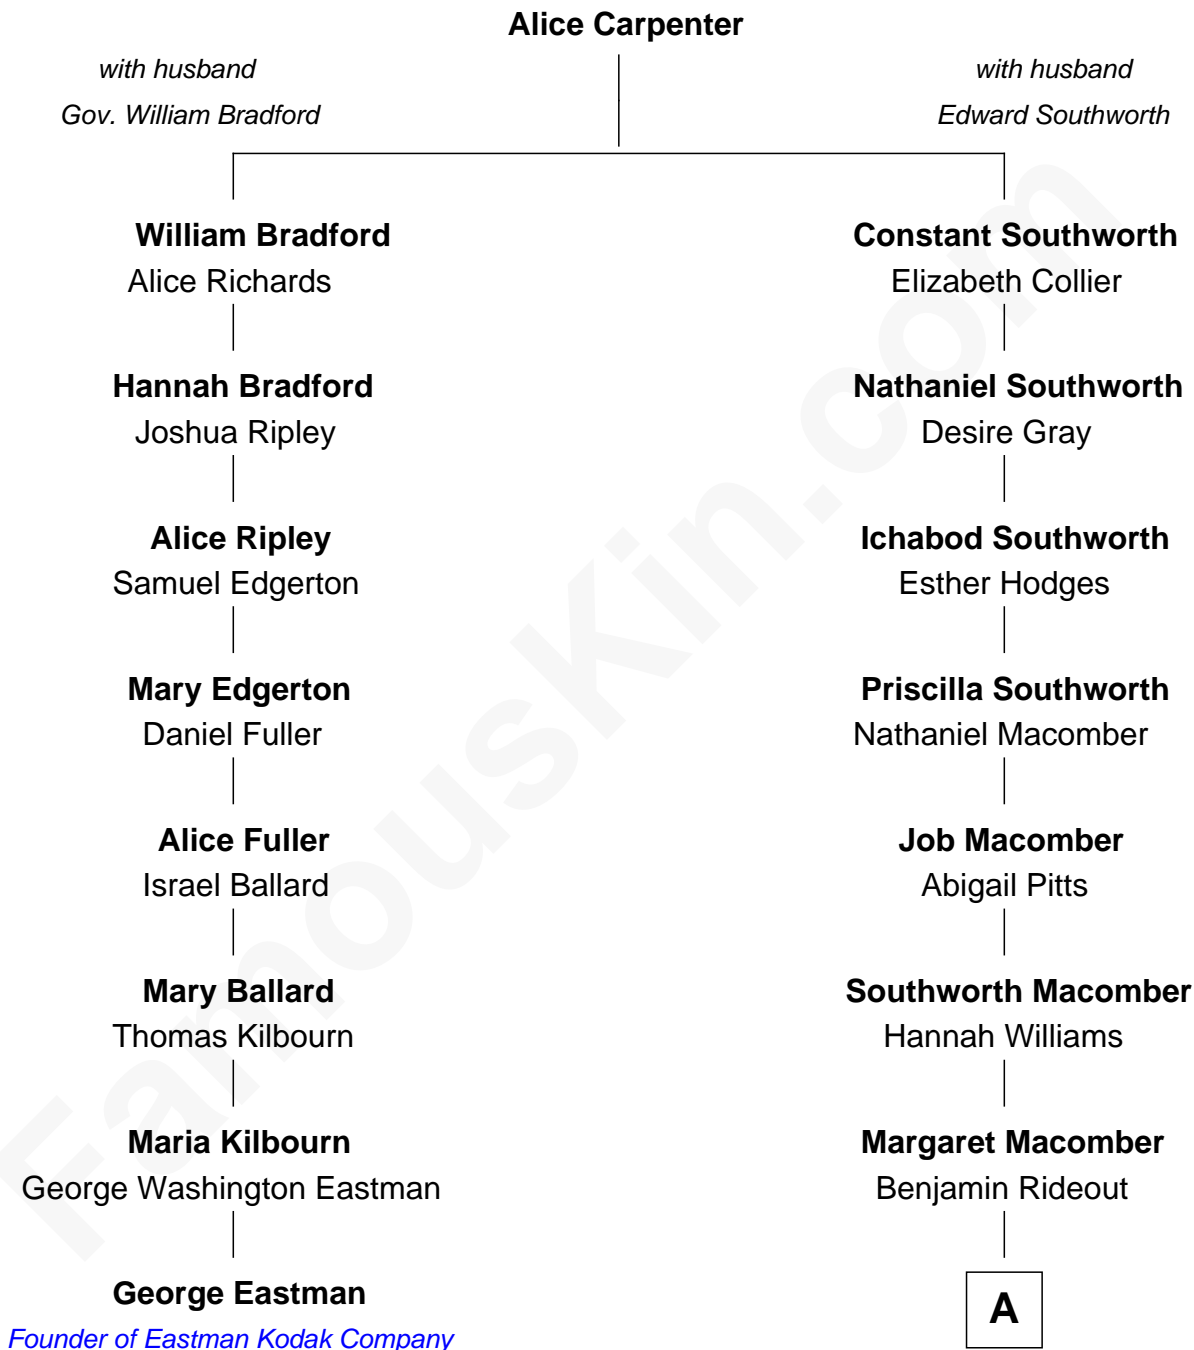 Alice Carpenter
with husband
Gov. William Bradford
with husband
Edward Southworth
William Bradford
Alice Richards
Hannah Bradford
Joshua Ripley
Alice Ripley
Samuel Edgerton
Mary Edgerton
Daniel Fuller
Alice Fuller
Israel Ballard
Mary Ballard
Thomas Kilbourn
Maria Kilbourn
George Washington Eastman
George Eastman
Founder of Eastman Kodak Company
Constant Southworth
Elizabeth Collier
Nathaniel Southworth
Desire Gray
Ichabod Southworth
Esther Hodges
Priscilla Southworth
Nathaniel Macomber
Job Macomber
Abigail Pitts
Southworth Macomber
Hannah Williams
Margaret Macomber
Benjamin Rideout
A
FamousKin.com